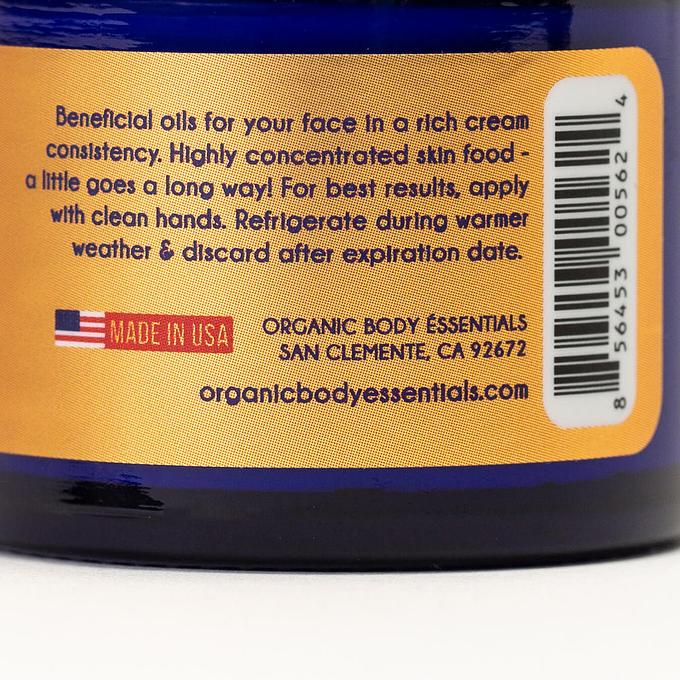 Beneficial oils for your face in a rich cream
consistency. Highly concentrated skin food -
a little goes a long way! For best results, apply
with clean hands. Refrigerate during warmer
weather & discard after expiration date.
MADE IN USA
ORGANIC BODY ÉSSENTIALS
SAN CLEMENTE, CA 92672
organicbodyessentials.com
8 56453 00562 4